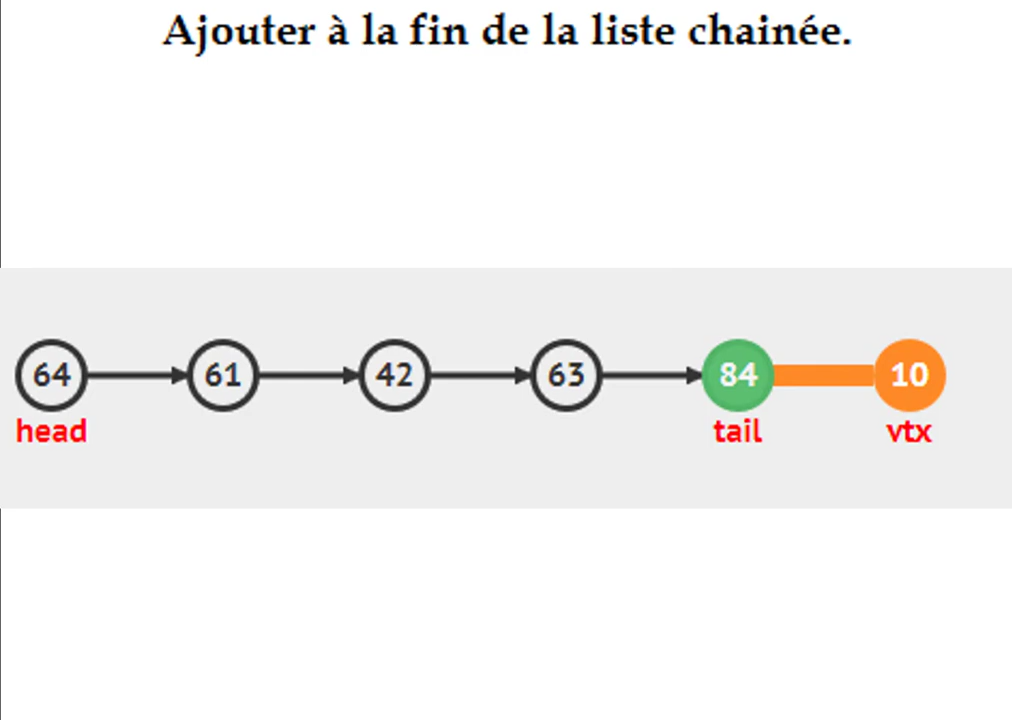 Ajouter à la fin de la liste chainée.
64 61 42 63 84 10
head tail vtx